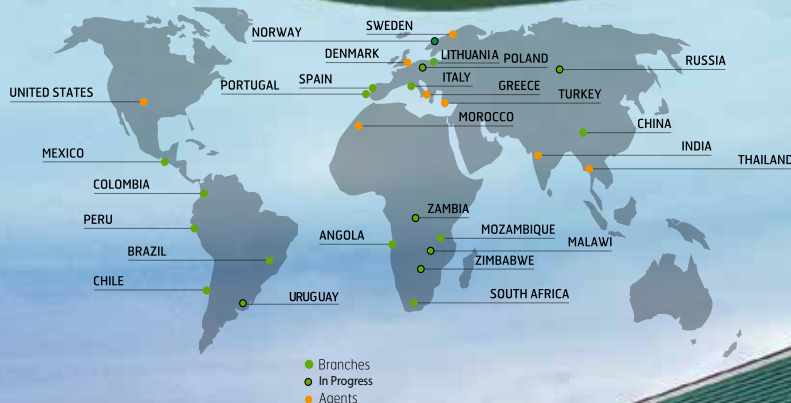 SWEDEN
NORWAY
DENMARK
LITHUANIA
POLAND
RUSSIA
SPAIN
ITALY
PORTUGAL
GREECE
UNITED STATES
TURKEY
MOROCCO
CHINA
INDIA
MEXICO
THAILAND
COLOMBIA
ZAMBIA
PERU
MOZAMBIQUE
ANGOLA
MALAWI
BRAZIL
ZIMBABWE
CHILE
URUGUAY
SOUTH AFRICA
Branches
In Progress
Agents